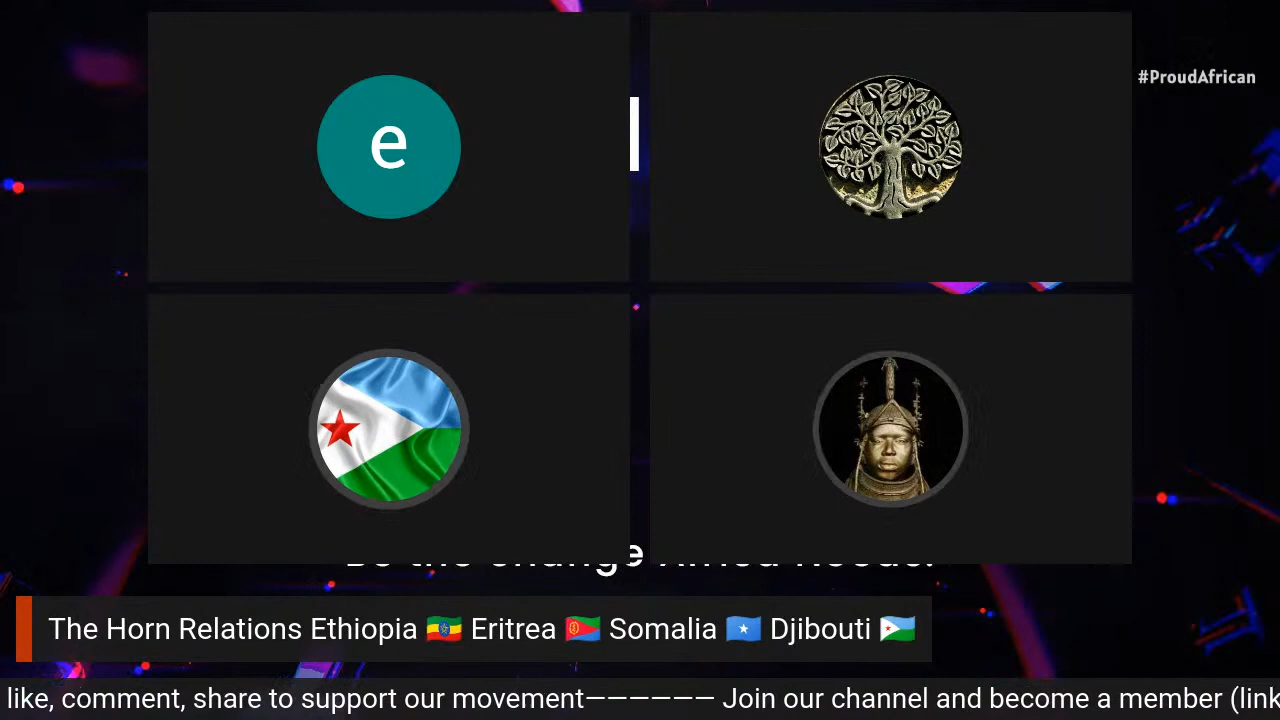 #ProudAfrican
e
The Horn Relations Ethiopia 🇪🇹 Eritrea 🇪🇷 Somalia 🇸🇴 Djibouti 🇩🇯
like, comment, share to support our movement—————— Join our channel and become a member (link